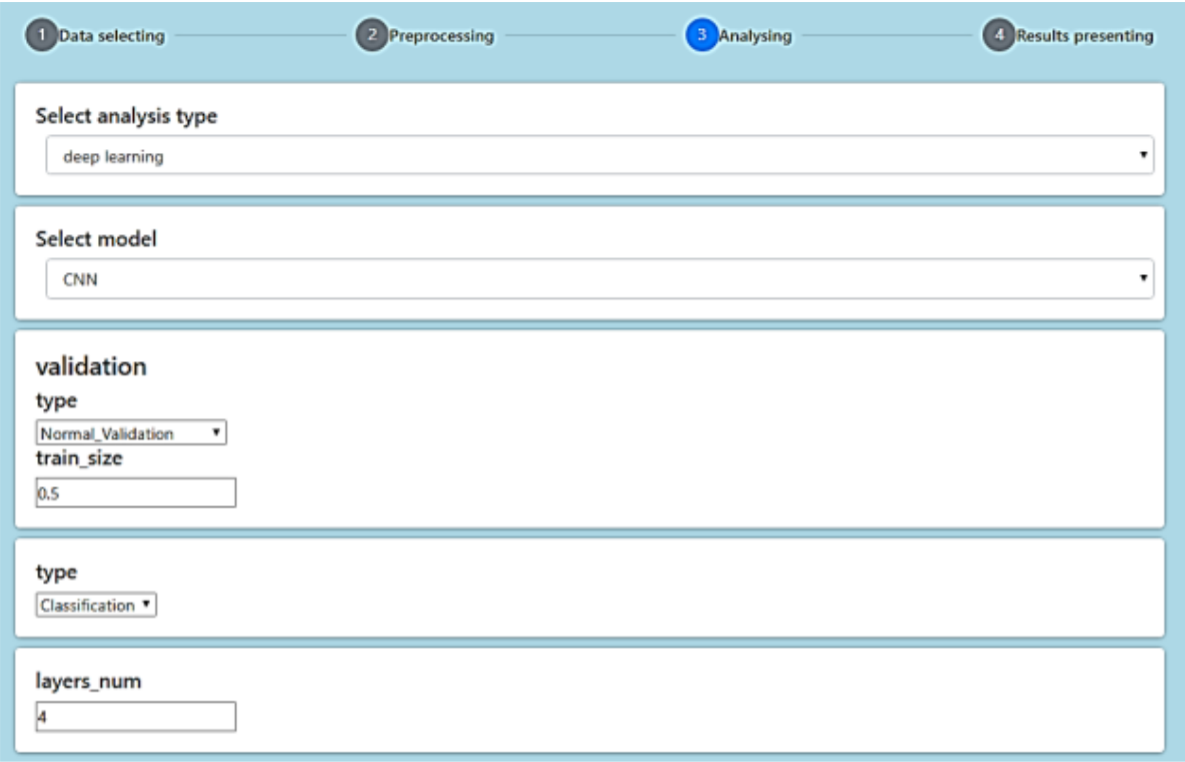 1 Data selecting 2 Preprocessing 3 Analysing 4 Results presenting
Select analysis type
deep learning
Select model
CNN
validation
type
Normal_Validation
train_size
0.5
type
Classification
layers_num
4